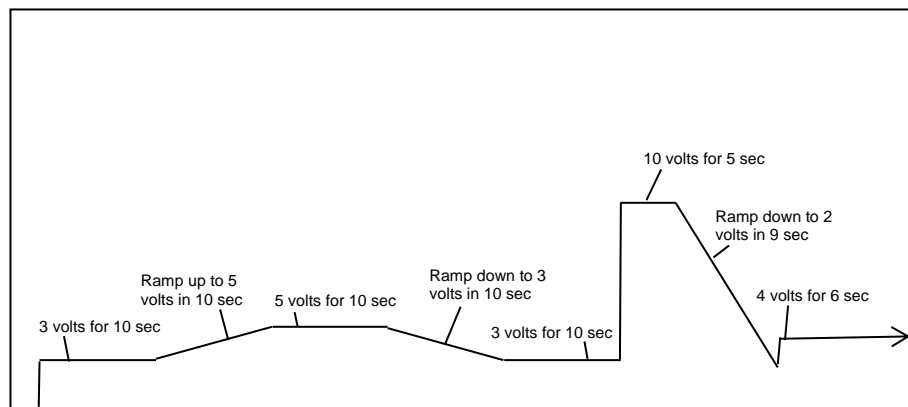 3 volts for 10 sec
Ramp up to 5
volts in 10 sec
5 volts for 10 sec
Ramp down to 3
volts in 10 sec
3 volts for 10 sec
10 volts for 5 sec
Ramp down to 2
volts in 9 sec
4 volts for 6 sec